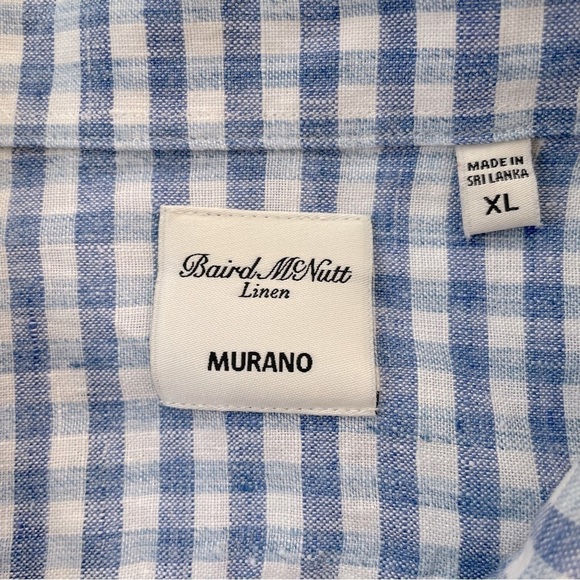 Baird McNutt
Linen
MURANO
MADE IN
SRI LANKA
XL